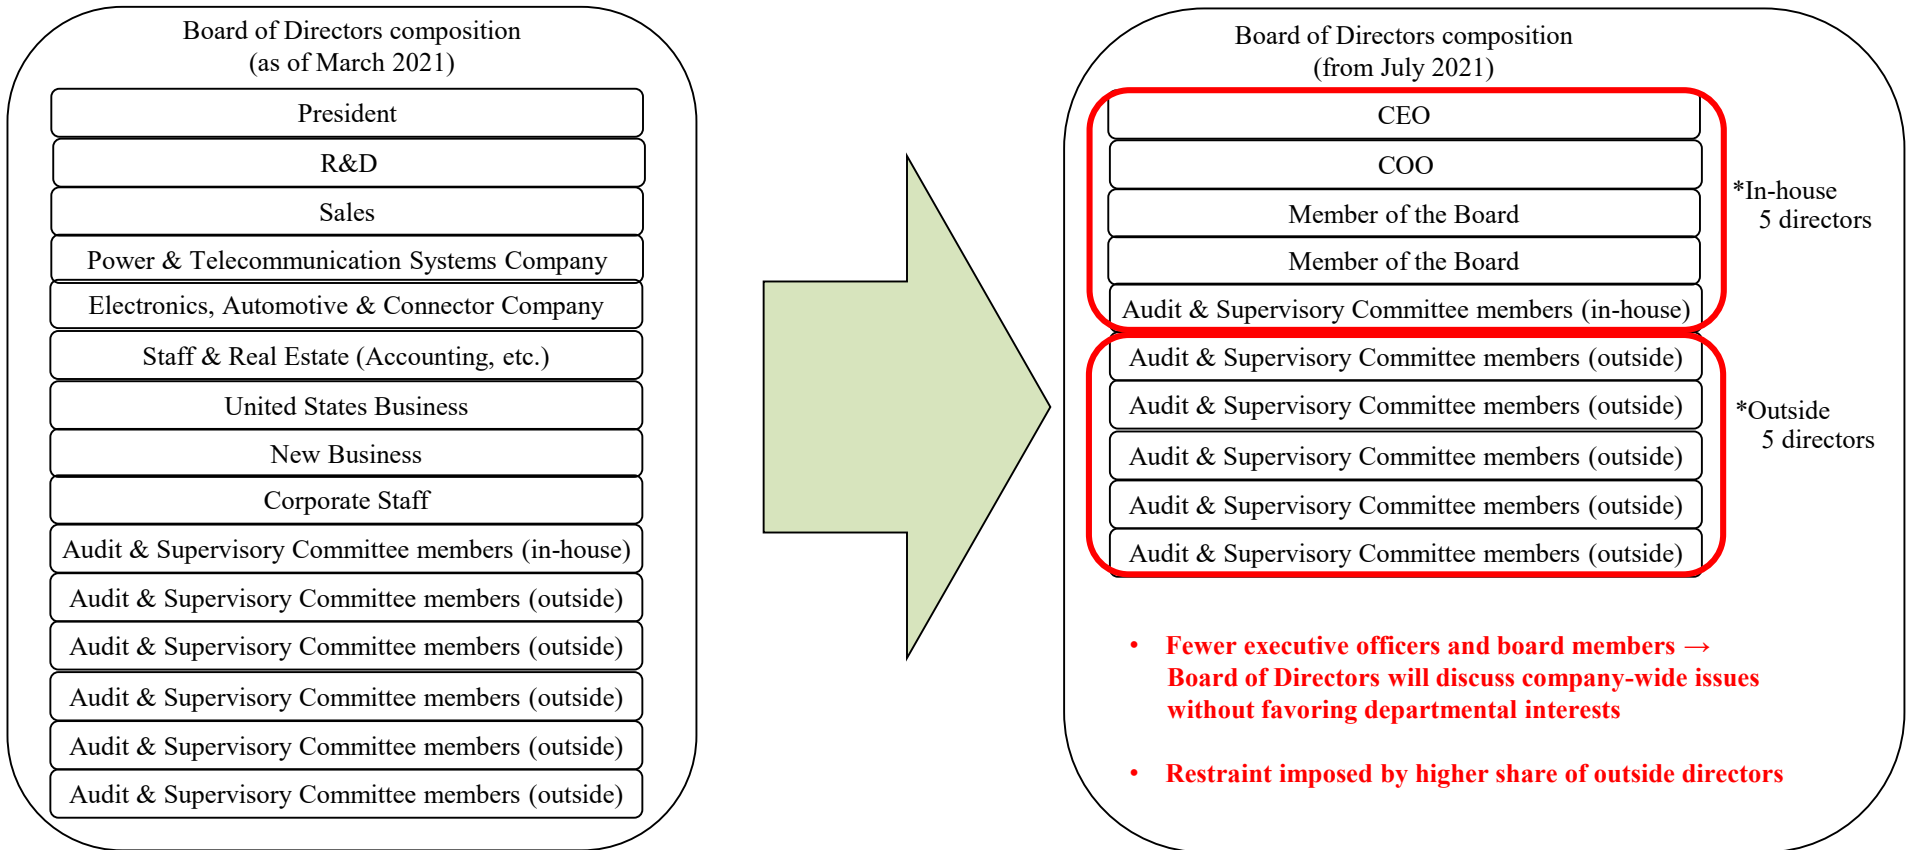 Board of Directors composition
(as of March 2021)
President
R&D
Sales
Power & Telecommunication Systems Company
Electronics, Automotive & Connector Company
Staff & Real Estate (Accounting, etc.)
United States Business
New Business
Corporate Staff
Audit & Supervisory Committee members (in-house)
Audit & Supervisory Committee members (outside)
Audit & Supervisory Committee members (outside)
Audit & Supervisory Committee members (outside)
Audit & Supervisory Committee members (outside)
Audit & Supervisory Committee members (outside)
Board of Directors composition
(from July 2021)
CEO
COO
Member of the Board
Member of the Board
Audit & Supervisory Committee members (in-house)
*In-house
5 directors
Audit & Supervisory Committee members (outside)
Audit & Supervisory Committee members (outside)
Audit & Supervisory Committee members (outside)
Audit & Supervisory Committee members (outside)
Audit & Supervisory Committee members (outside)
*Outside
5 directors
• Fewer executive officers and board members →
Board of Directors will discuss company-wide issues
without favoring departmental interests
• Restraint imposed by higher share of outside directors